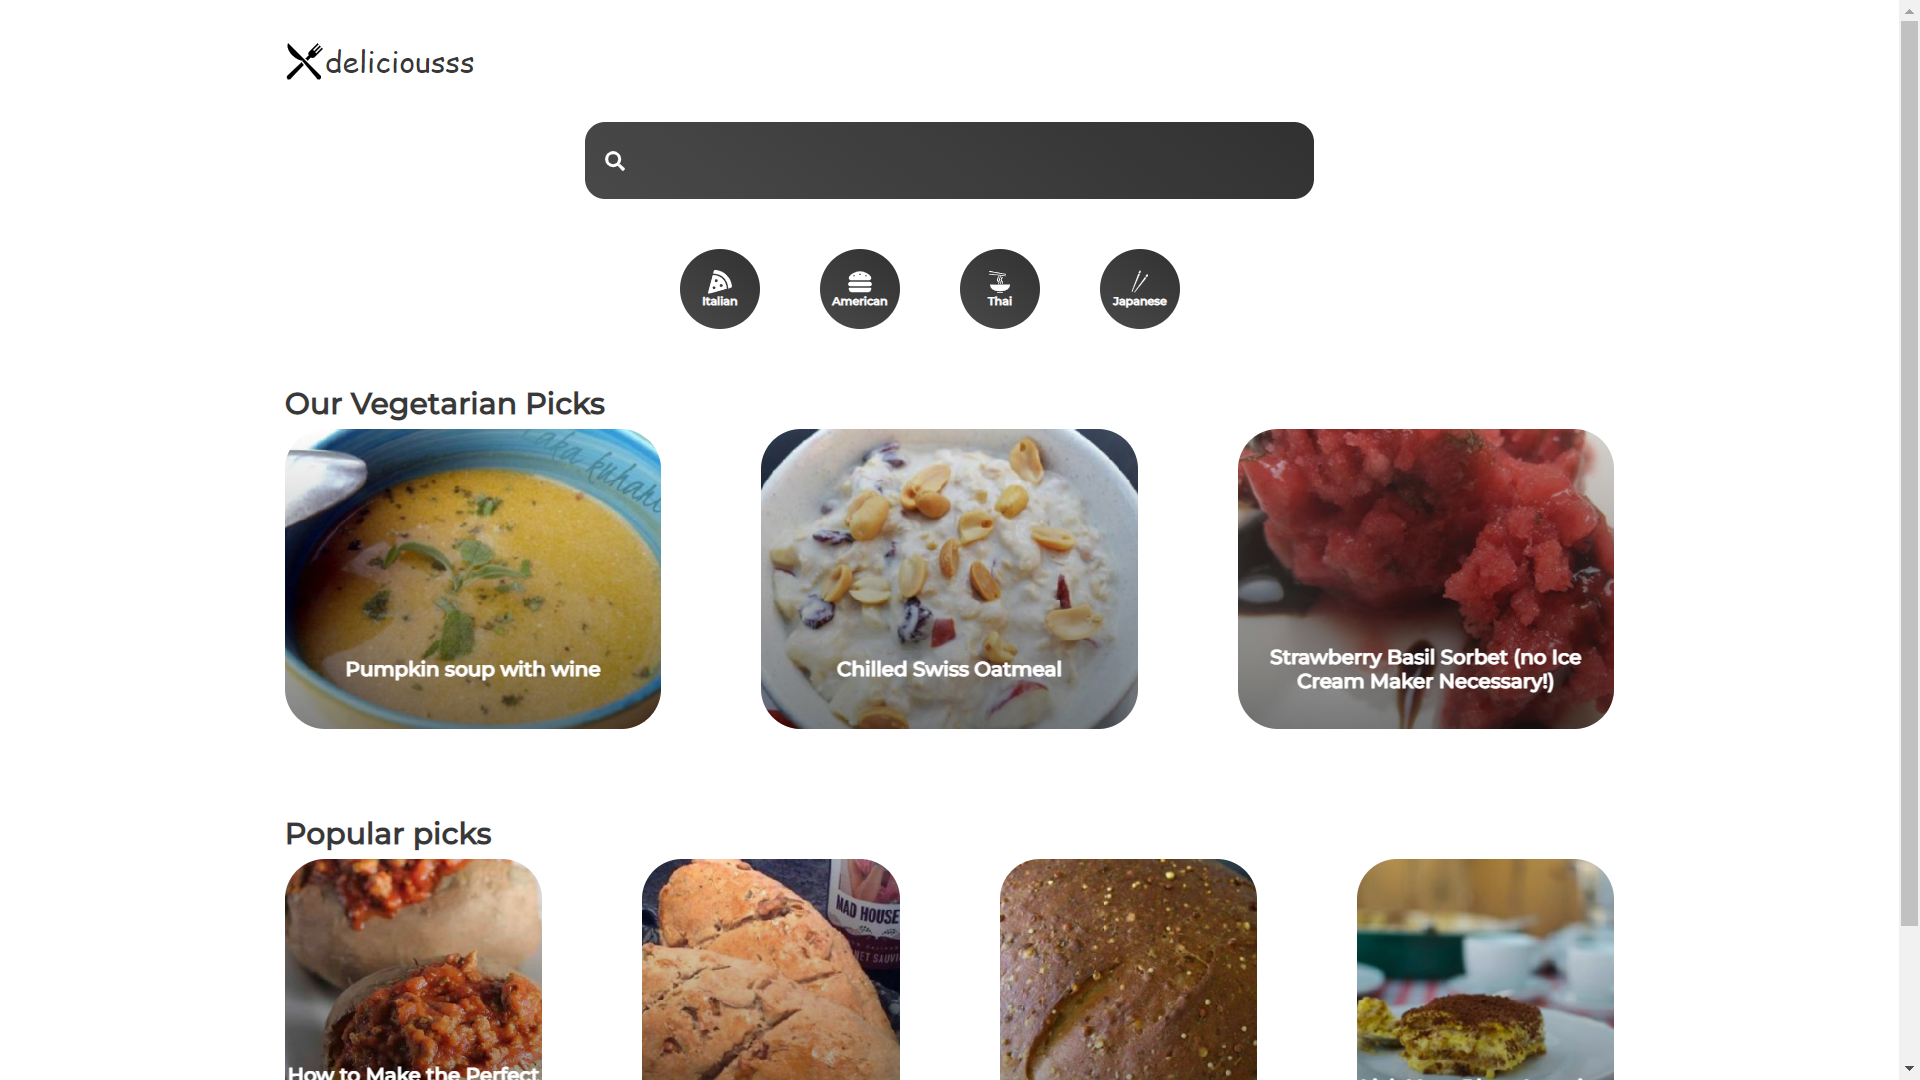 deliciousss
Italian
American
Thai
Japanese
Our Vegetarian Picks
Pumpkin soup with wine
Chilled Swiss Oatmeal
Strawberry Basil Sorbet (no Ice
Cream Maker Necessary!)
Popular picks
MAD HOUSE
How to Make the Perfect